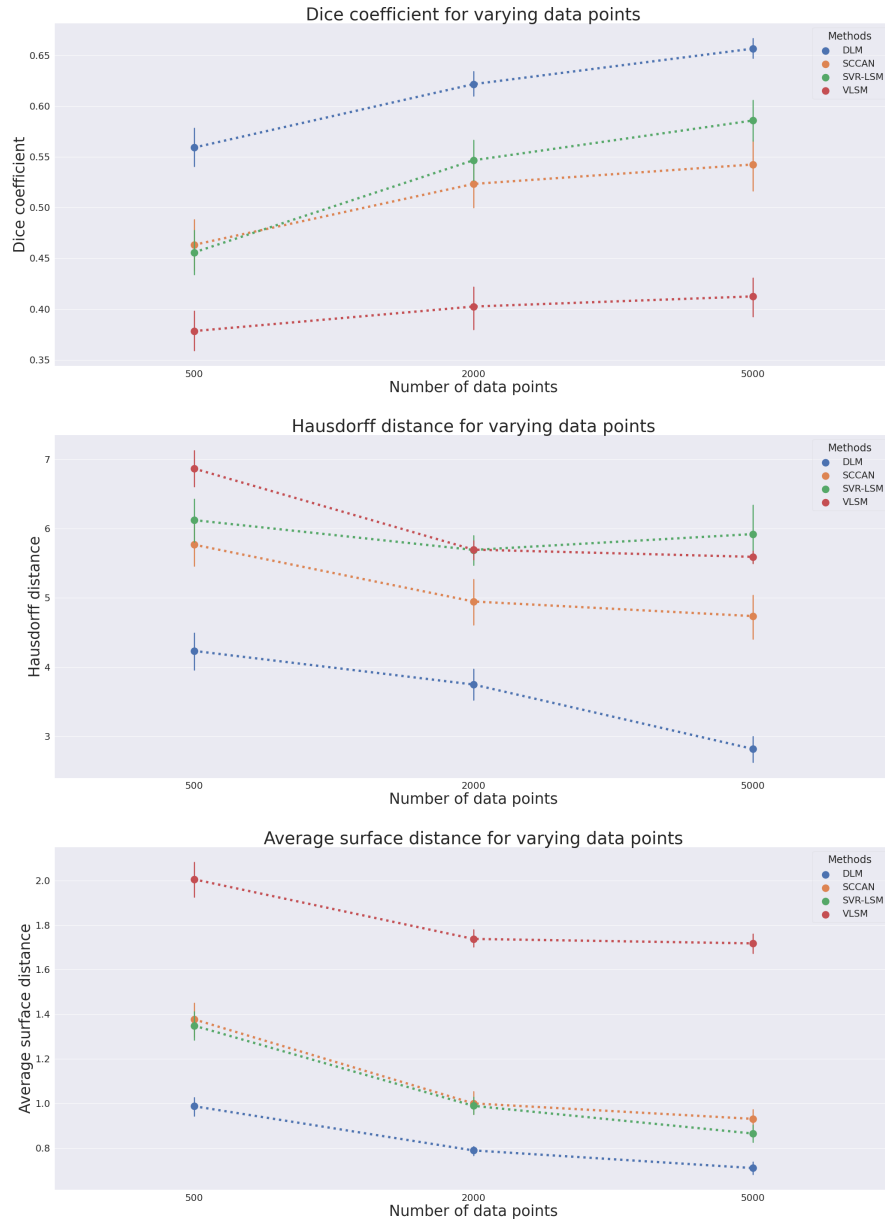 Dice coefficient for varying data points
Methods
DLM
SCCAN
SVR-LSM
VLSM
0.65
0.60
0.55
0.50
0.45
0.40
0.35
Dice coefficient
500 2000 5000
Number of data points
Hausdorff distance for varying data points
Methods
DLM
SCCAN
SVR-LSM
VLSM
7
6
5
4
3
Hausdorff distance
500 2000 5000
Number of data points
Average surface distance for varying data points
Methods
DLM
SCCAN
SVR-LSM
VLSM
2.0
1.8
1.6
1.4
1.2
1.0
0.8
Average surface distance
500 2000 5000
Number of data points